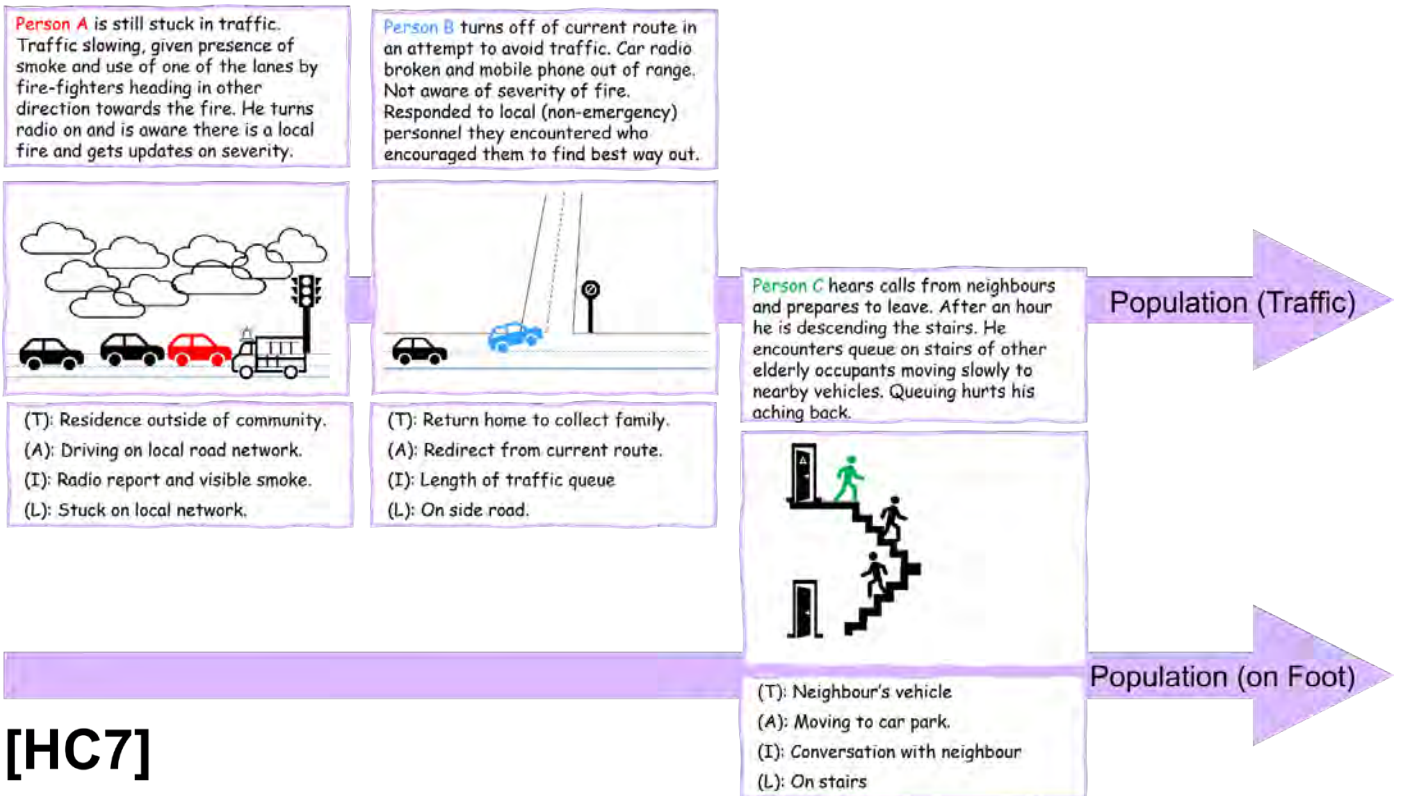 Person A is still stuck in traffic.
Traffic slowing, given presence of
smoke and use of one of the lanes by
fire-fighters heading in other
direction towards the fire. He turns
radio on and is aware there is a local
fire and gets updates on severity.
(T): Residence outside of community.
(A): Driving on local road network.
(I): Radio report and visible smoke.
(L): Stuck on local network.
Person B turns off of current route in
an attempt to avoid traffic. Car radio
broken and mobile phone out of range.
Not aware of severity of fire.
Responded to local (non-emergency)
personnel they encountered who
encouraged them to find best way out.
(T): Return home to collect family.
(A): Redirect from current route.
(I): Length of traffic queue
(L): On side road.
Person C hears calls from neighbours
and prepares to leave. After an hour
he is descending the stairs. He
encounters queue on stairs of other
elderly occupants moving slowly to
nearby vehicles. Queuing hurts his
aching back.
(T): Neighbour's vehicle
(A): Moving to car park.
(I): Conversation with neighbour
(L): On stairs
Population (Traffic)
Population (on Foot)
[HC7]